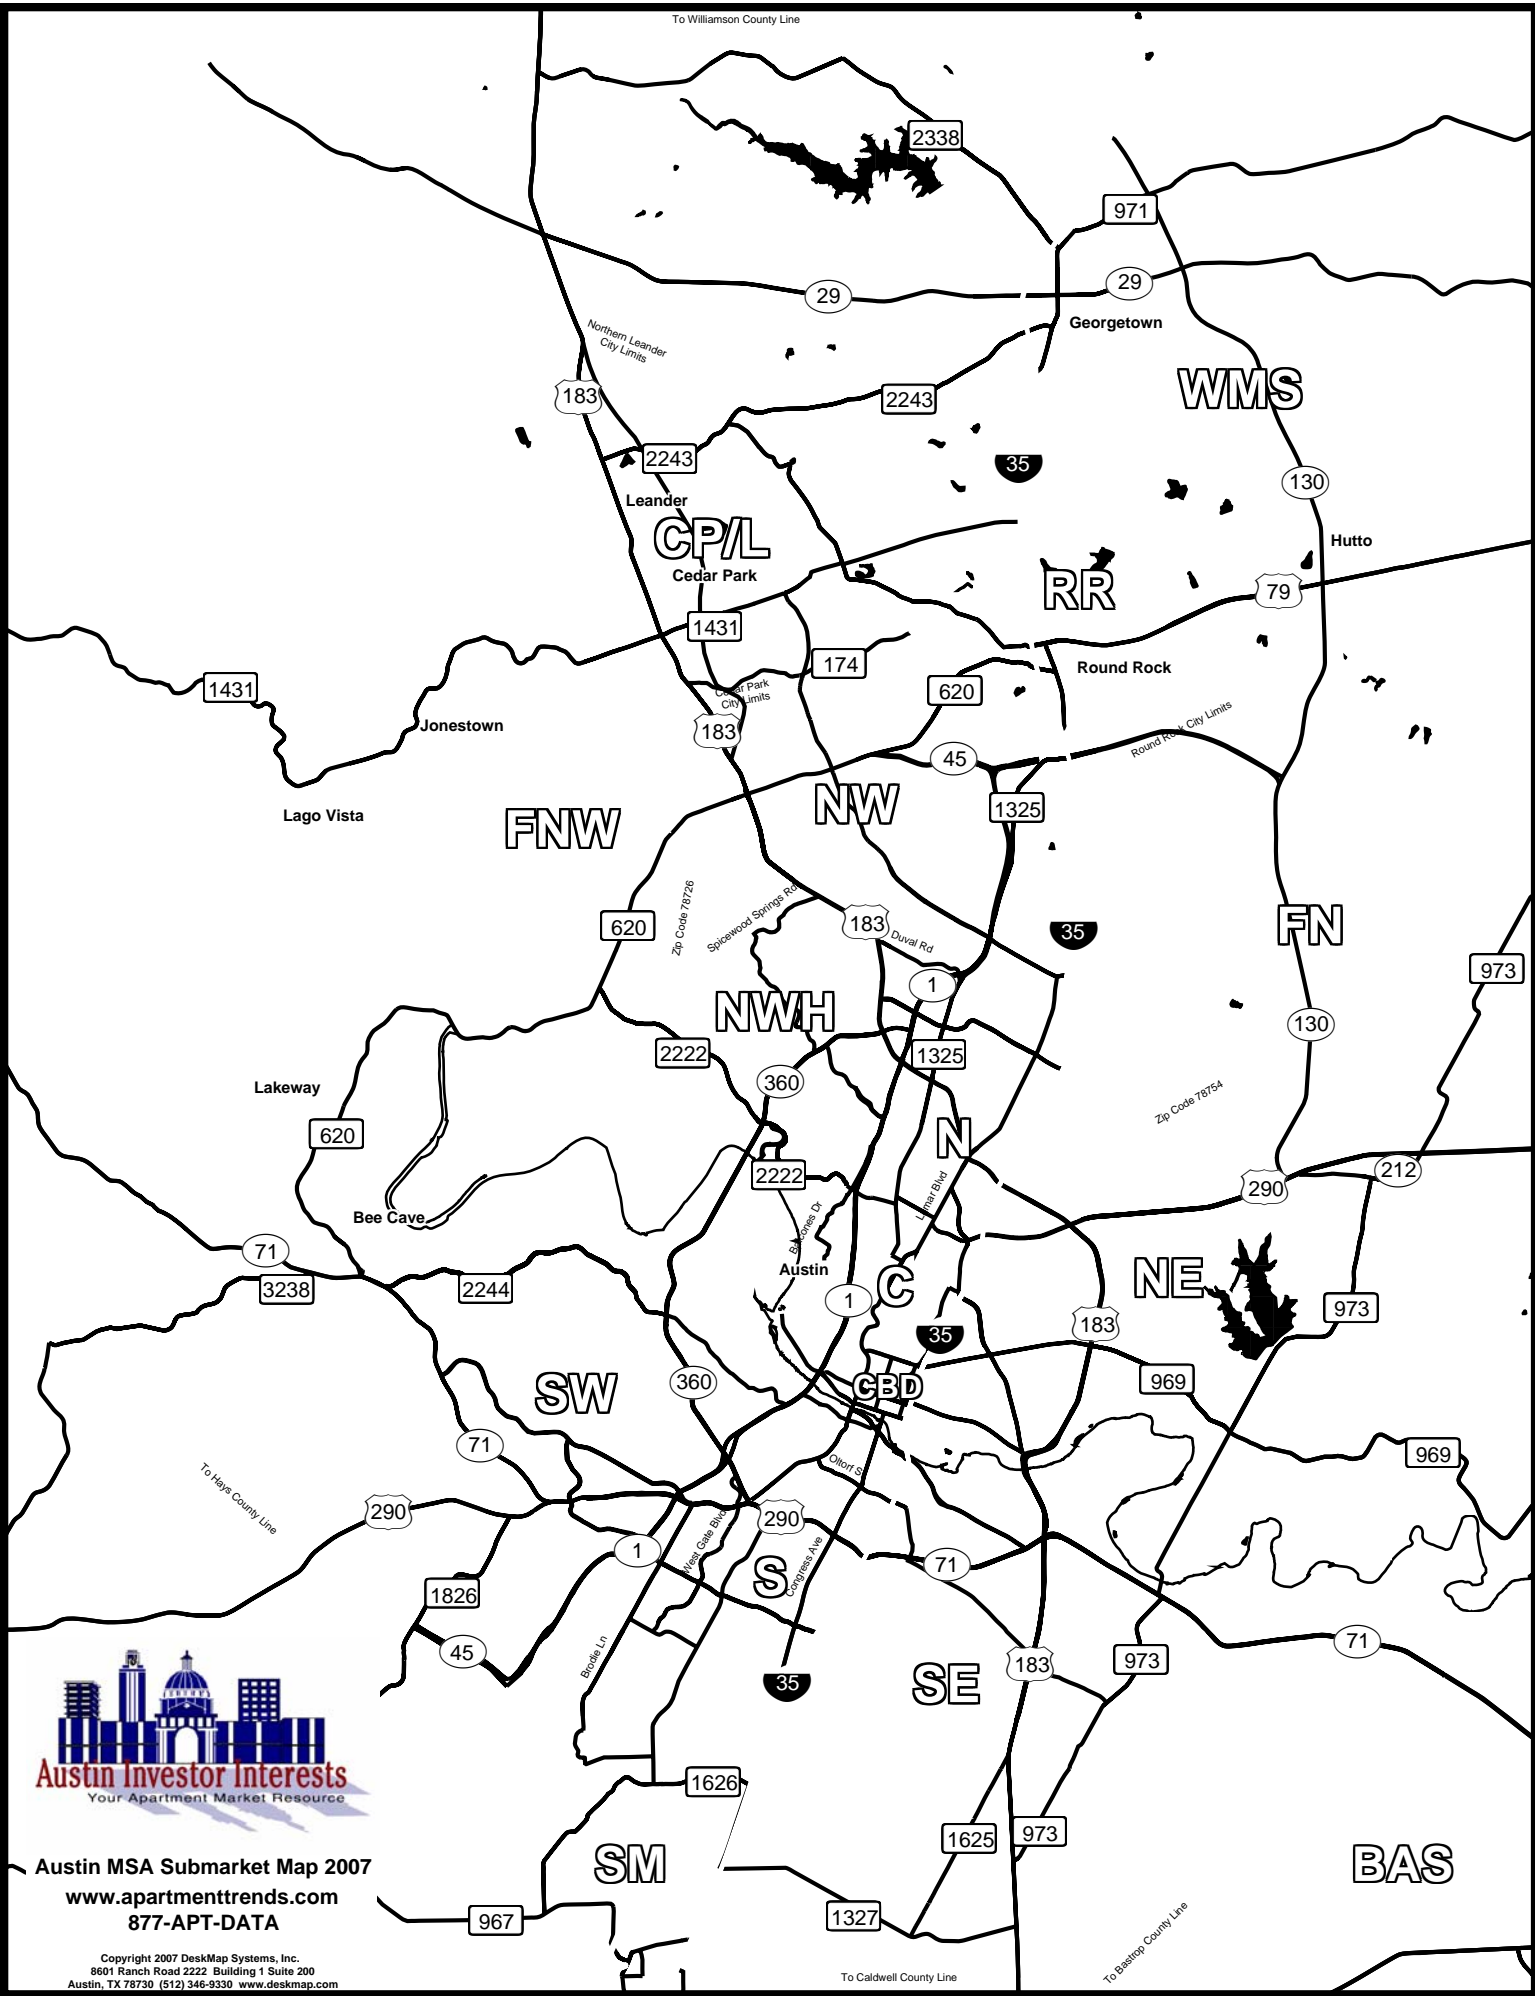 To Williamson County Line
2338
971
29
29
Georgetown
Northern Leander
City Limits
WMS
183
2243
2243
35
130
Leander
CP/L
Hutto
Cedar Park
RR
79
1431
174
Round Rock
1431
620
Cedar Park
City Limits
Jonestown
183
Round Rock City Limits
45
NW
1325
Lago Vista
FNW
Zip Code 78726
Spicewood Springs Rd
620
183
Duval Rd
35
FN
973
1
NWH
130
2222
1325
360
Lakeway
Zip Code 78754
620
N
2222
Lamar Blvd
290
212
Bee Cave
Balcones Dr
71
Austin
3238
2244
C
NE
1
973
35
183
SW
360
CBD
969
71
969
Oltorf St
To Hays County Line
290
290
West Gate Blvd
1
Congress Ave
S
71
1826
45
Brodie Ln
183
973
71
35
SE
Austin Investor Interests
Your Apartment Market Resource
1626
1625
973
SM
BAS
Austin MSA Submarket Map 2007
www.apartmenttrends.com
877-APT-DATA
967
1327
To Bastrop County Line
Copyright 2007 DeskMap Systems, Inc.
8601 Ranch Road 2222 Building 1 Suite 200
Austin, TX 78730 (512) 346-9330 www.deskmap.com
To Caldwell County Line